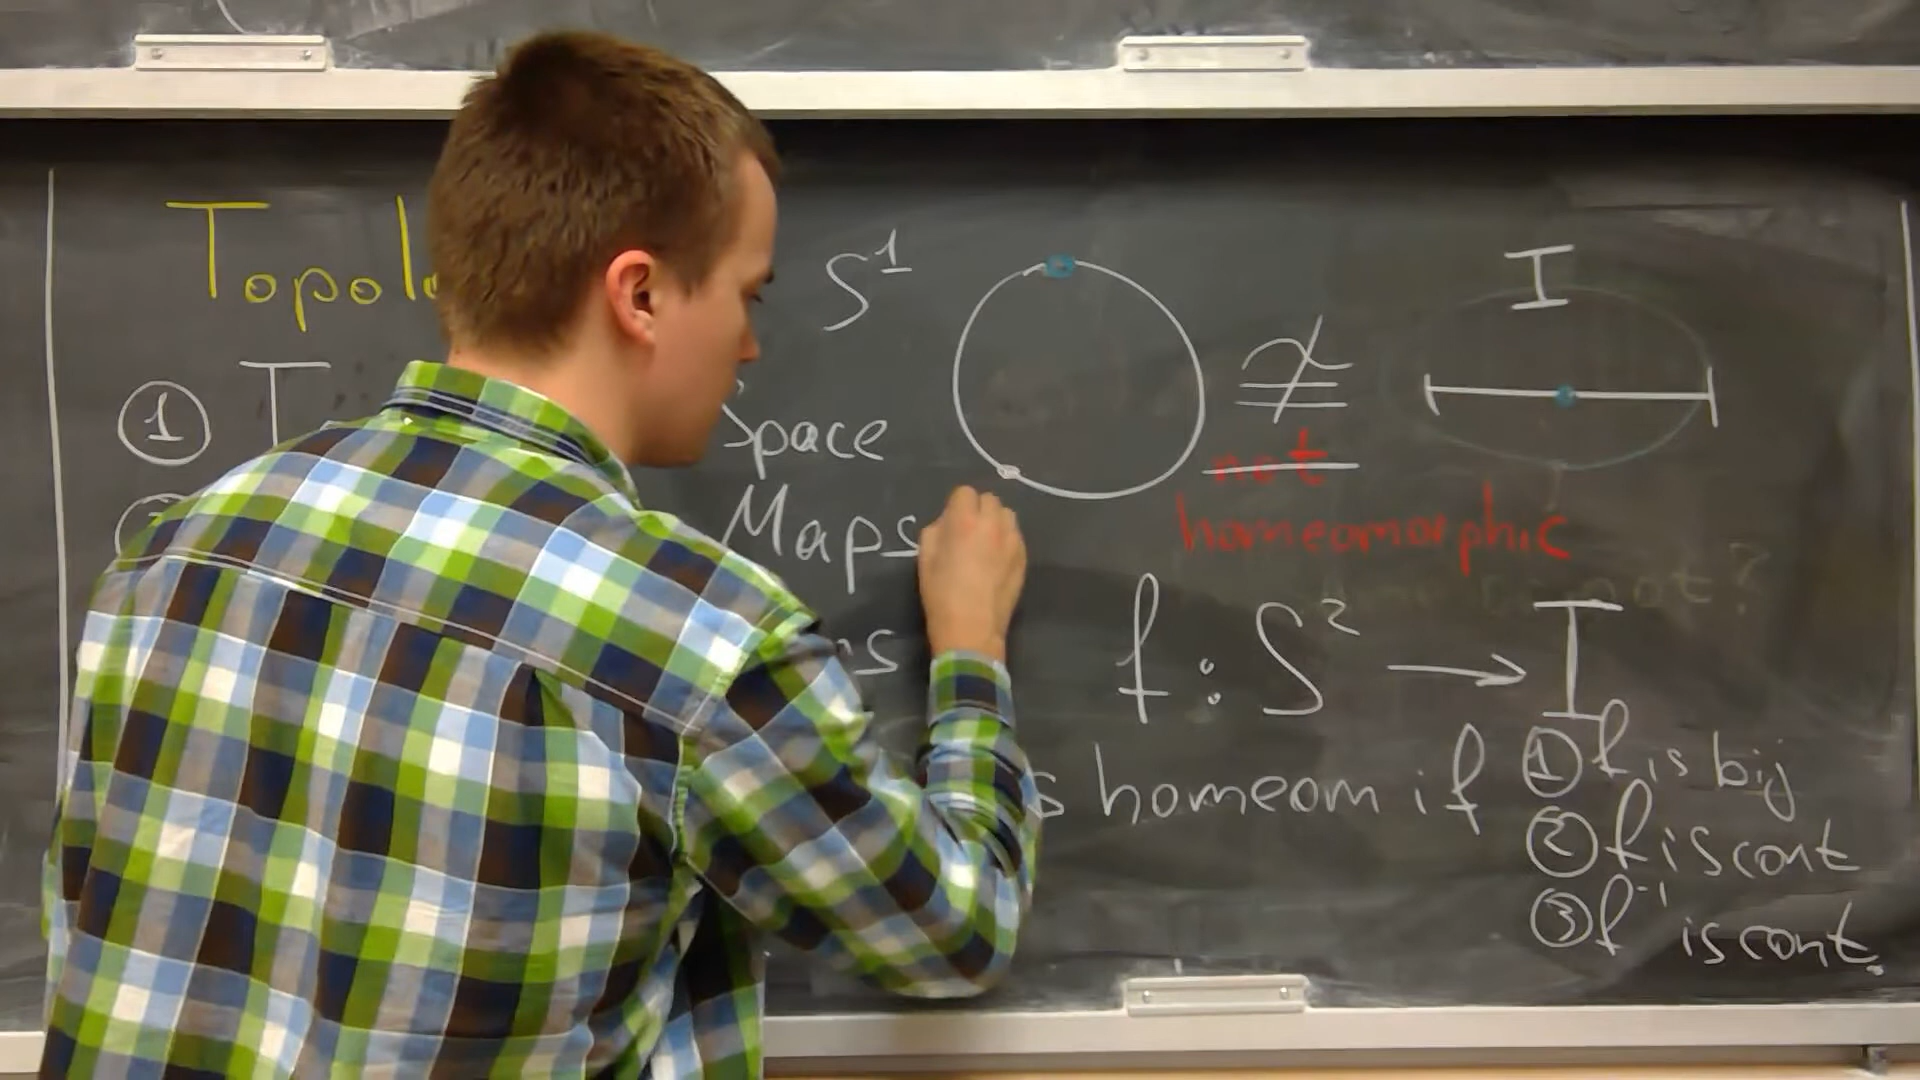 Topolo
S¹
I
≇
① T
Space
not
homeomorphic
Maps
not?
f : S² → I
s homeom if ① f is bij
② f is cont
③ f⁻¹ is cont.